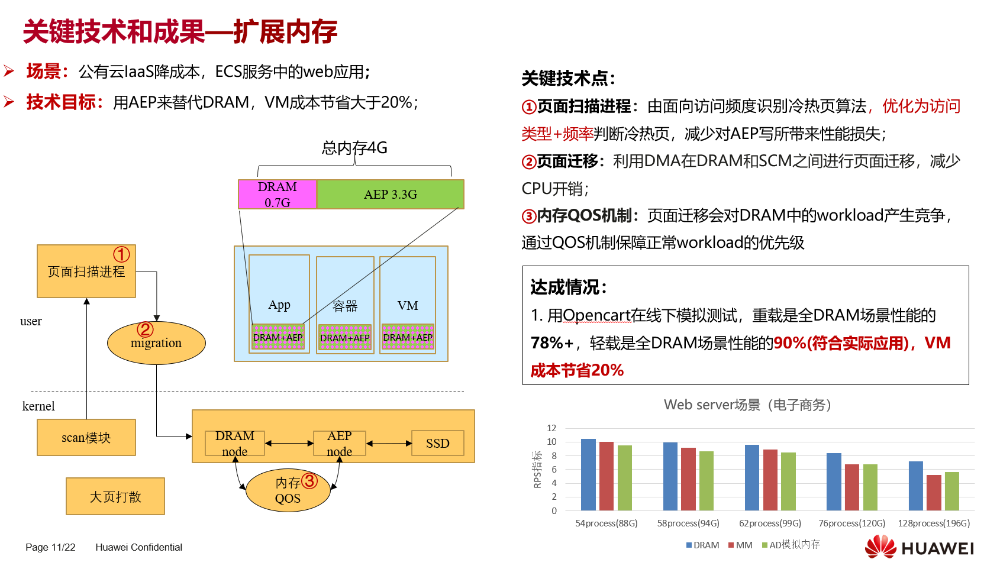 关键技术和成果—扩展内存
场景：公有云IaaS降成本，ECS服务中的web应用；
技术目标：用AEP来替代DRAM，VM成本节省大于20%；
总内存4G
DRAM
0.7G
AEP 3.3G
①
页面扫描进程
App
容器
VM
DRAM+AEP
DRAM+AEP
DRAM+AEP
user
②
migration
kernel
scan模块
DRAM
node
AEP
node
SSD
内存
QOS
③
大页打散
关键技术点：
①页面扫描进程：由面向访问频度识别冷热页算法，优化为访问
类型+频率判断冷热页，减少对AEP写所带来性能损失；
②页面迁移：利用DMA在DRAM和SCM之间进行页面迁移，减少
CPU开销；
③内存QOS机制：页面迁移会对DRAM中的workload产生竞争，
通过QOS机制保障正常workload的优先级
达成情况：
1. 用Opencart在线下模拟测试，重载是全DRAM场景性能的
78%+，轻载是全DRAM场景性能的90%(符合实际应用)，VM
成本节省20%
Web server场景（电子商务）
RPS指标
12
10
8
6
4
2
0
54process(88G)
58process(94G)
62process(99G)
76process(120G)
128process(196G)
DRAM
MM
AD模拟内存
Page 11/22
Huawei Confidential
HUAWEI